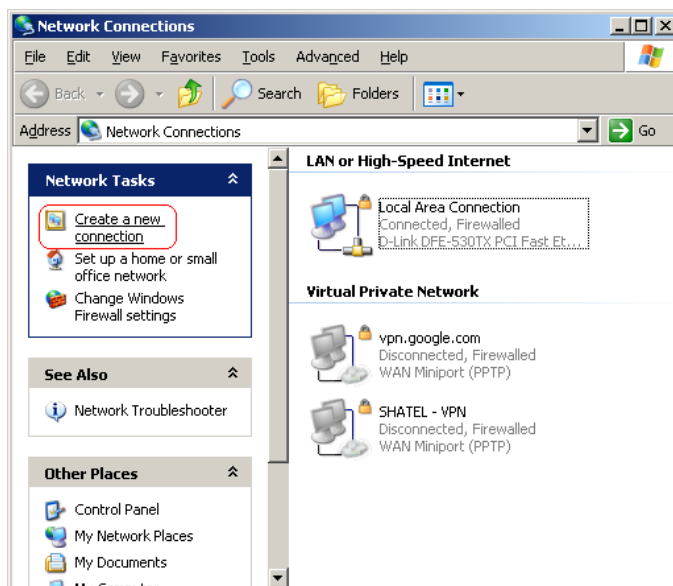 Network Connections
File Edit View Favorites Tools Advanced Help
Back Search Folders
Address Network Connections Go
Network Tasks
Create a new
connection
Set up a home or small
office network
Change Windows
Firewall settings
See Also
Network Troubleshooter
Other Places
Control Panel
My Network Places
My Documents
My Computer
LAN or High-Speed Internet
Local Area Connection
Connected, Firewalled
D-Link DFE-530TX PCI Fast Et...
Virtual Private Network
vpn.google.com
Disconnected, Firewalled
WAN Miniport (PPTP)
SHATEL - VPN
Disconnected, Firewalled
WAN Miniport (PPTP)